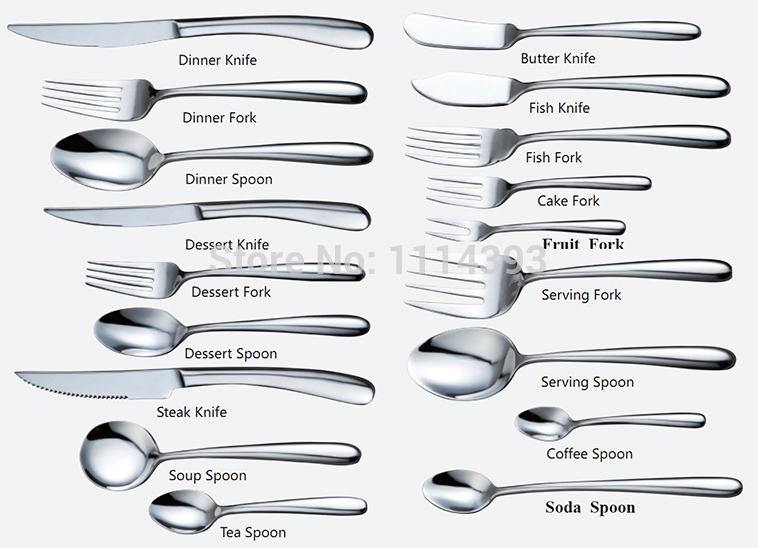 Dinner Knife
Dinner Fork
Dinner Spoon
Dessert Knife
Dessert Fork
Dessert Spoon
Steak Knife
Soup Spoon
Tea Spoon
Butter Knife
Fish Knife
Fish Fork
Cake Fork
Fruit Fork
Serving Fork
Serving Spoon
Coffee Spoon
Soda Spoon
Store No: 1114393